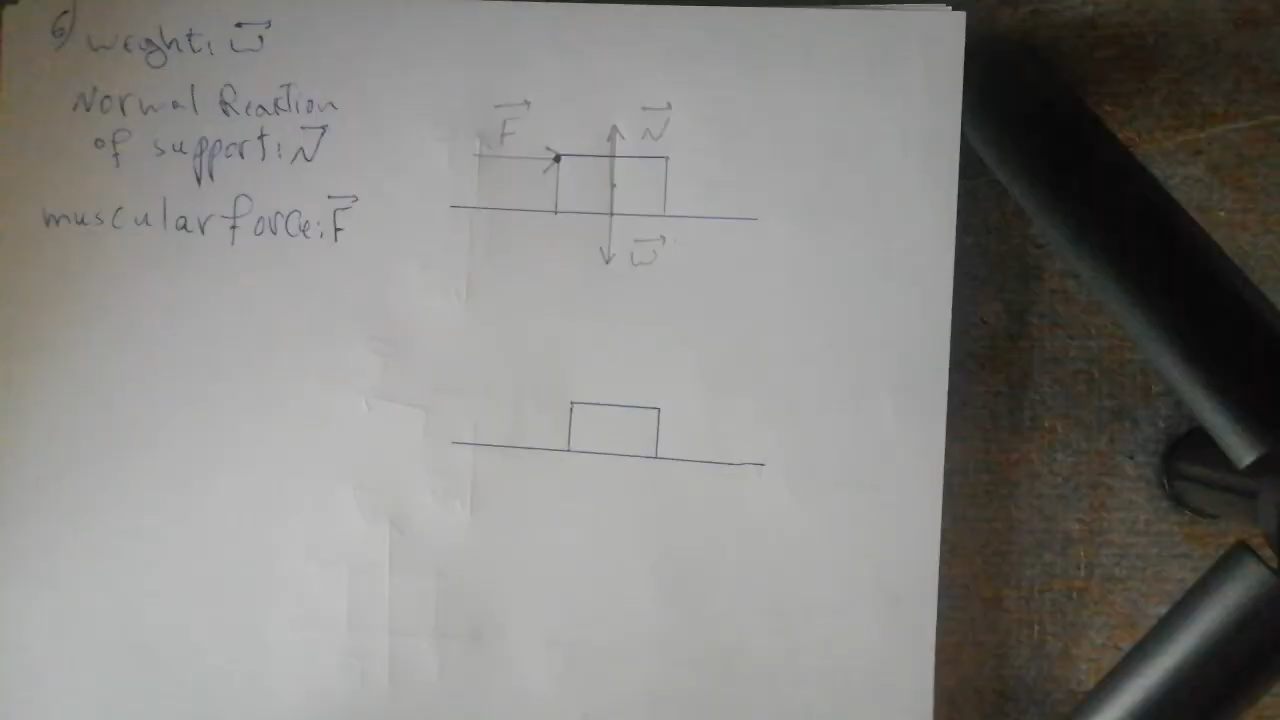 6) Weight: w
Normal Reaction
of support: N
muscular force: F
F
N
w